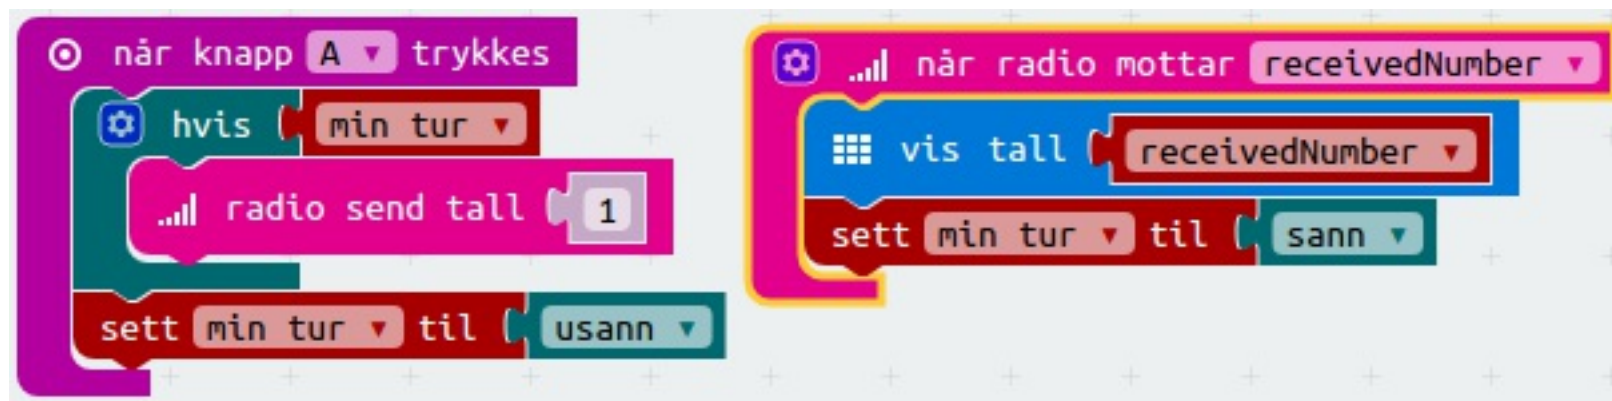 når knapp A trykkes
hvis min tur
radio send tall 1
sett min tur til usann
når radio mottar receivedNumber
vis tall receivedNumber
sett min tur til sann